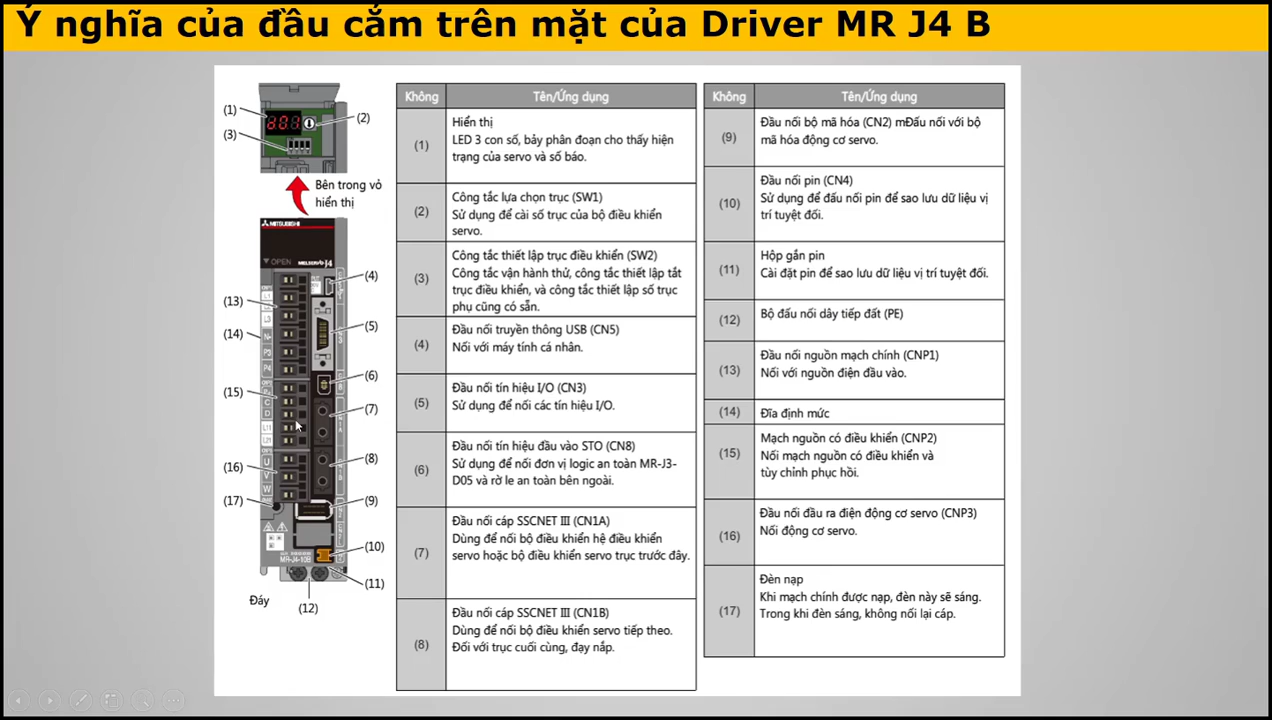 Ý nghĩa của đầu cắm trên mặt của Driver MR J4 B
(1)
(2)
(3)
Bên trong vỏ
hiển thị
MITSUBISHI
OPEN
MELSERVO J4
(4)
(13)
L1
L3
(5)
(14)
N-
P3
P4
(6)
(15)
C
D
(7)
L11
L21
(16)
U
V
W
(8)
(17)
(9)
MR-J4-10B
(10)
(11)
Đáy
(12)
Không
Tên/Ứng dụng
(1)
Hiển thị
LED 3 con số, bảy phân đoạn cho thấy hiện
trạng của servo và số báo.
(2)
Công tắc lựa chọn trục (SW1)
Sử dụng để cài số trục của bộ điều khiển
servo.
(3)
Công tắc thiết lập trục điều khiển (SW2)
Công tắc vận hành thử, công tắc thiết lập tắt
trục điều khiển, và công tắc thiết lập số trục
phụ cũng có sẵn.
(4)
Đầu nối truyền thông USB (CN5)
Nối với máy tính cá nhân.
(5)
Đầu nối tín hiệu I/O (CN3)
Sử dụng để nối các tín hiệu I/O.
(6)
Đầu nối tín hiệu đầu vào STO (CN8)
Sử dụng để nối đơn vị logic an toàn MR-J3-
D05 và rờ le an toàn bên ngoài.
(7)
Đầu nối cáp SSCNET III (CN1A)
Dùng để nối bộ điều khiển hệ điều khiển
servo hoặc bộ điều khiển servo trục trước đây.
(8)
Đầu nối cáp SSCNET III (CN1B)
Dùng để nối bộ điều khiển servo tiếp theo.
Đối với trục cuối cùng, đạy nắp.
Không
Tên/Ứng dụng
(9)
Đầu nối bộ mã hóa (CN2) mĐấu nối với bộ
mã hóa động cơ servo.
(10)
Đầu nối pin (CN4)
Sử dụng để đấu nối pin để sao lưu dữ liệu vị
trí tuyệt đối.
(11)
Hộp gắn pin
Cài đặt pin để sao lưu dữ liệu vị trí tuyệt đối.
(12)
Bộ đấu nối dây tiếp đất (PE)
(13)
Đầu nối nguồn mạch chính (CNP1)
Nối với nguồn điện đầu vào.
(14)
Đĩa định mức
(15)
Mạch nguồn có điều khiển (CNP2)
Nối mạch nguồn có điều khiển và
tùy chỉnh phục hồi.
(16)
Đầu nối đầu ra điện động cơ servo (CNP3)
Nối động cơ servo.
(17)
Đèn nạp
Khi mạch chính được nạp, đèn này sẽ sáng.
Trong khi đèn sáng, không nối lại cáp.